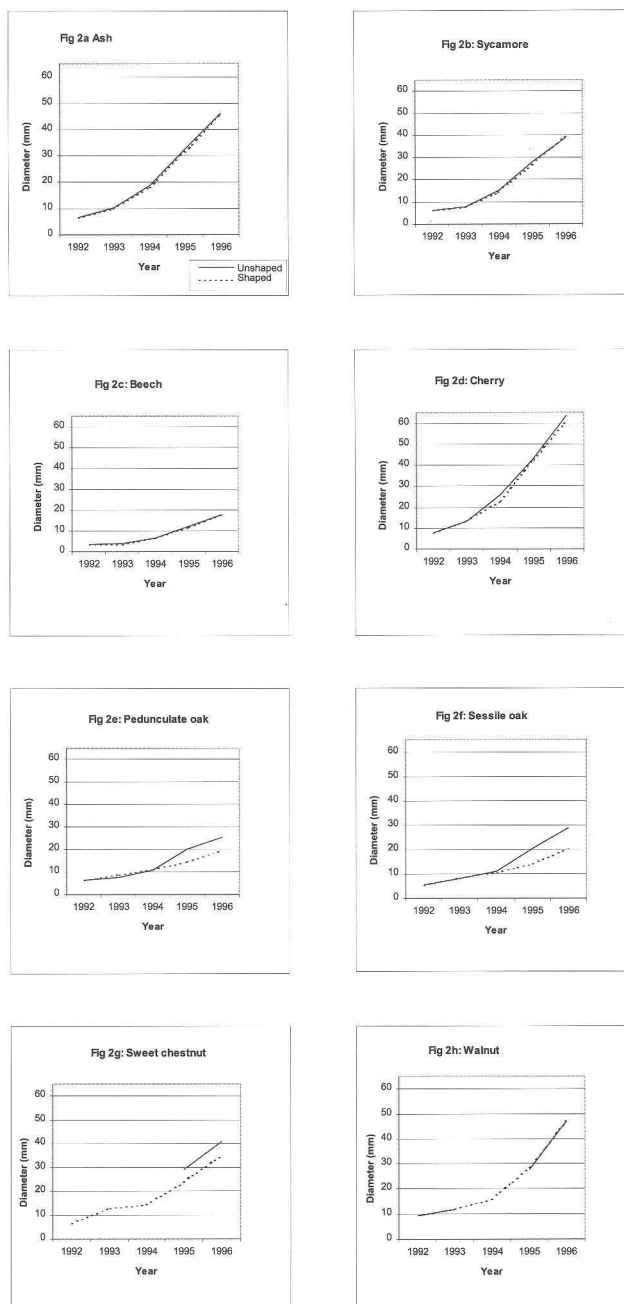 Fig 2a Ash
Diameter (mm)
60
50
40
30
20
10
0
1992 1993 1994 1995 1996
Year
Unshaped
Shaped
Fig 2b: Sycamore
Diameter (mm)
60
50
40
30
20
10
0
1992 1993 1994 1995 1996
Year
Fig 2c: Beech
Diameter (mm)
60
50
40
30
20
10
0
1992 1993 1994 1995 1996
Year
Fig 2d: Cherry
Diameter (mm)
60
50
40
30
20
10
0
1992 1993 1994 1995 1996
Year
Fig 2e: Pedunculate oak
Diameter (mm)
60
50
40
30
20
10
0
1992 1993 1994 1995 1996
Year
Fig 2f: Sessile oak
Diameter (mm)
60
50
40
30
20
10
0
1992 1993 1994 1995 1996
Year
Fig 2g: Sweet chestnut
Diameter (mm)
60
50
40
30
20
10
0
1992 1993 1994 1995 1996
Year
Fig 2h: Walnut
Diameter (mm)
60
50
40
30
20
10
0
1992 1993 1994 1995 1996
Year